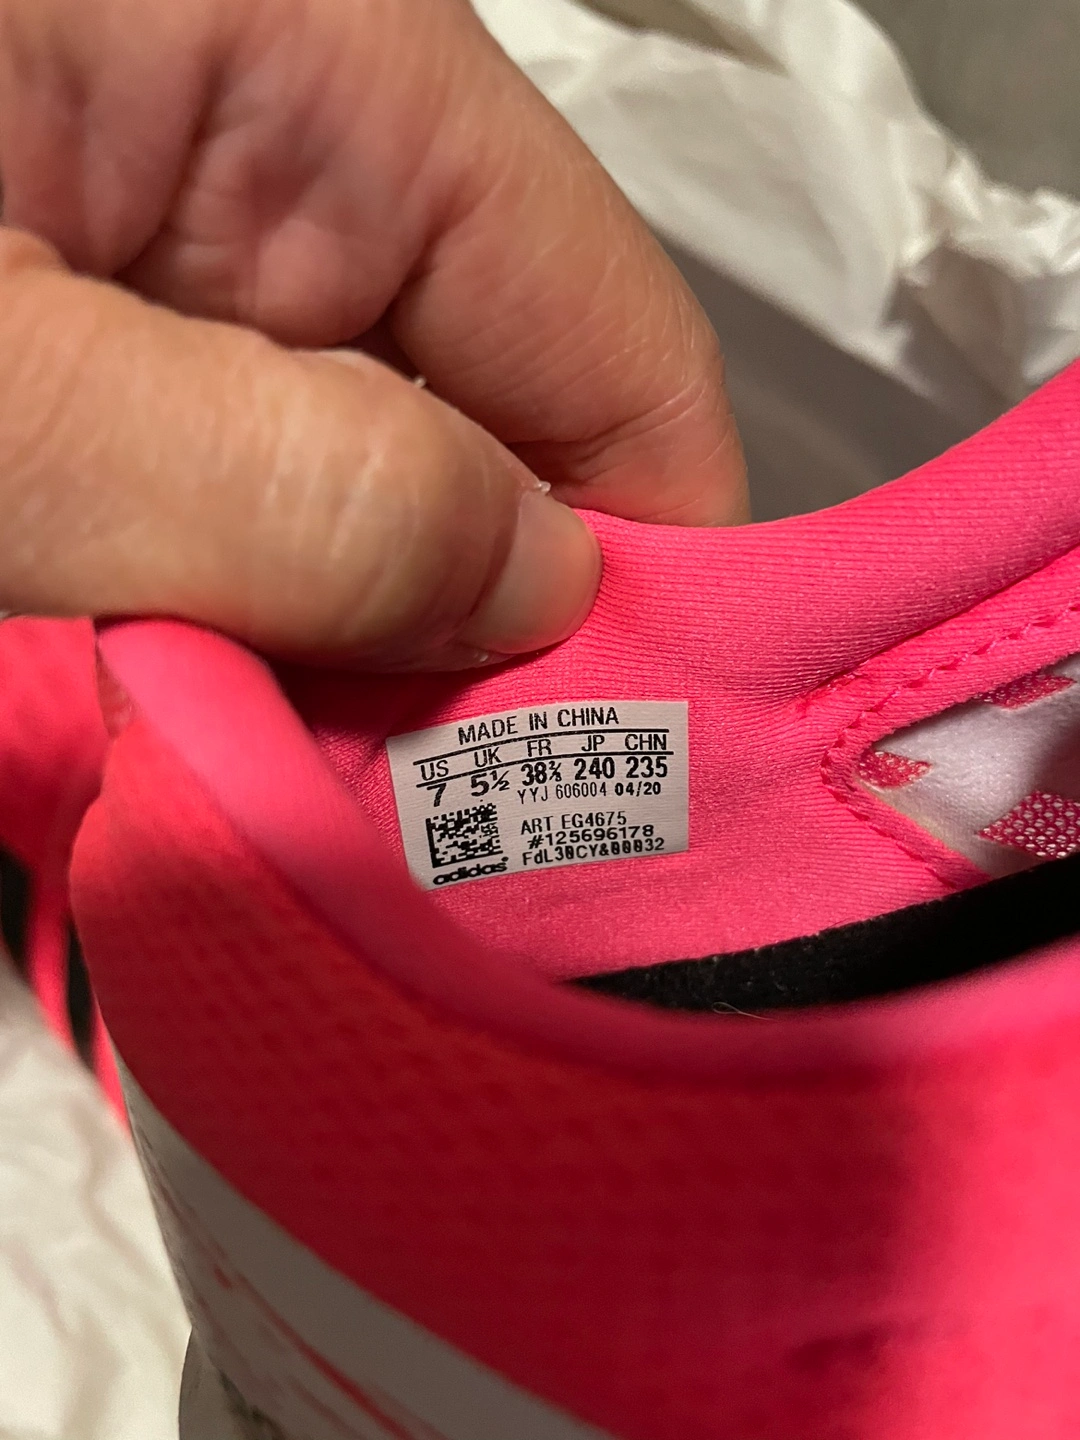 MADE IN CHINA
US UK FR JP CHN
7 5½ 38⅔ 240 235
YYJ 606004 04/20
ART EG4675
#125696178
FdL30CY&00032
adidas